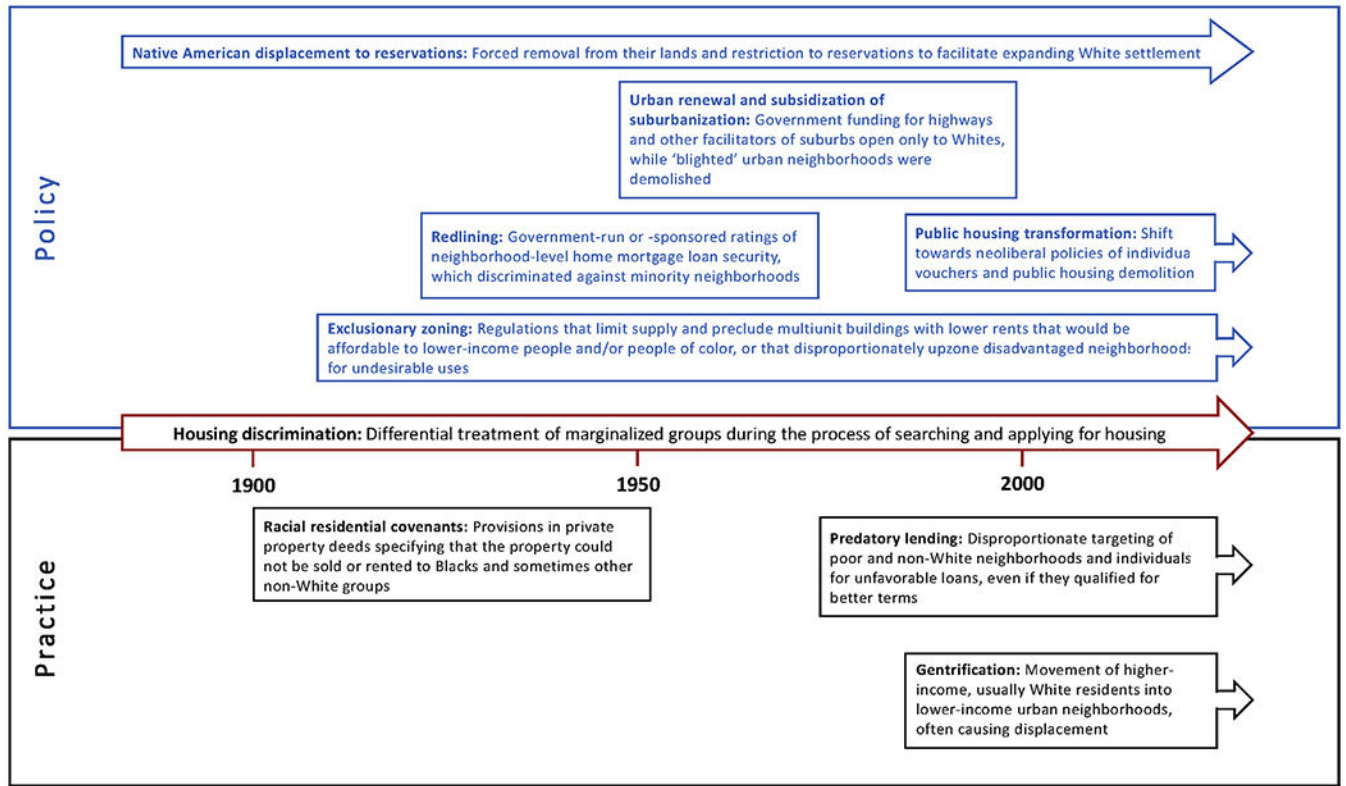 Policy
Native American displacement to reservations: Forced removal from their lands and restriction to reservations to facilitate expanding White settlement
Urban renewal and subsidization of
suburbanization: Government funding for highways
and other facilitators of suburbs open only to Whites,
while ‘blighted’ urban neighborhoods were
demolished
Redlining: Government-run or -sponsored ratings of
neighborhood-level home mortgage loan security,
which discriminated against minority neighborhoods
Public housing transformation: Shift
towards neoliberal policies of individua
vouchers and public housing demolition
Exclusionary zoning: Regulations that limit supply and preclude multiunit buildings with lower rents that would be
affordable to lower-income people and/or people of color, or that disproportionately upzone disadvantaged neighborhoods
for undesirable uses
Housing discrimination: Differential treatment of marginalized groups during the process of searching and applying for housing
1900
1950
2000
Practice
Racial residential covenants: Provisions in private
property deeds specifying that the property could
not be sold or rented to Blacks and sometimes other
non-White groups
Predatory lending: Disproportionate targeting of
poor and non-White neighborhoods and individuals
for unfavorable loans, even if they qualified for
better terms
Gentrification: Movement of higher-
income, usually White residents into
lower-income urban neighborhoods,
often causing displacement